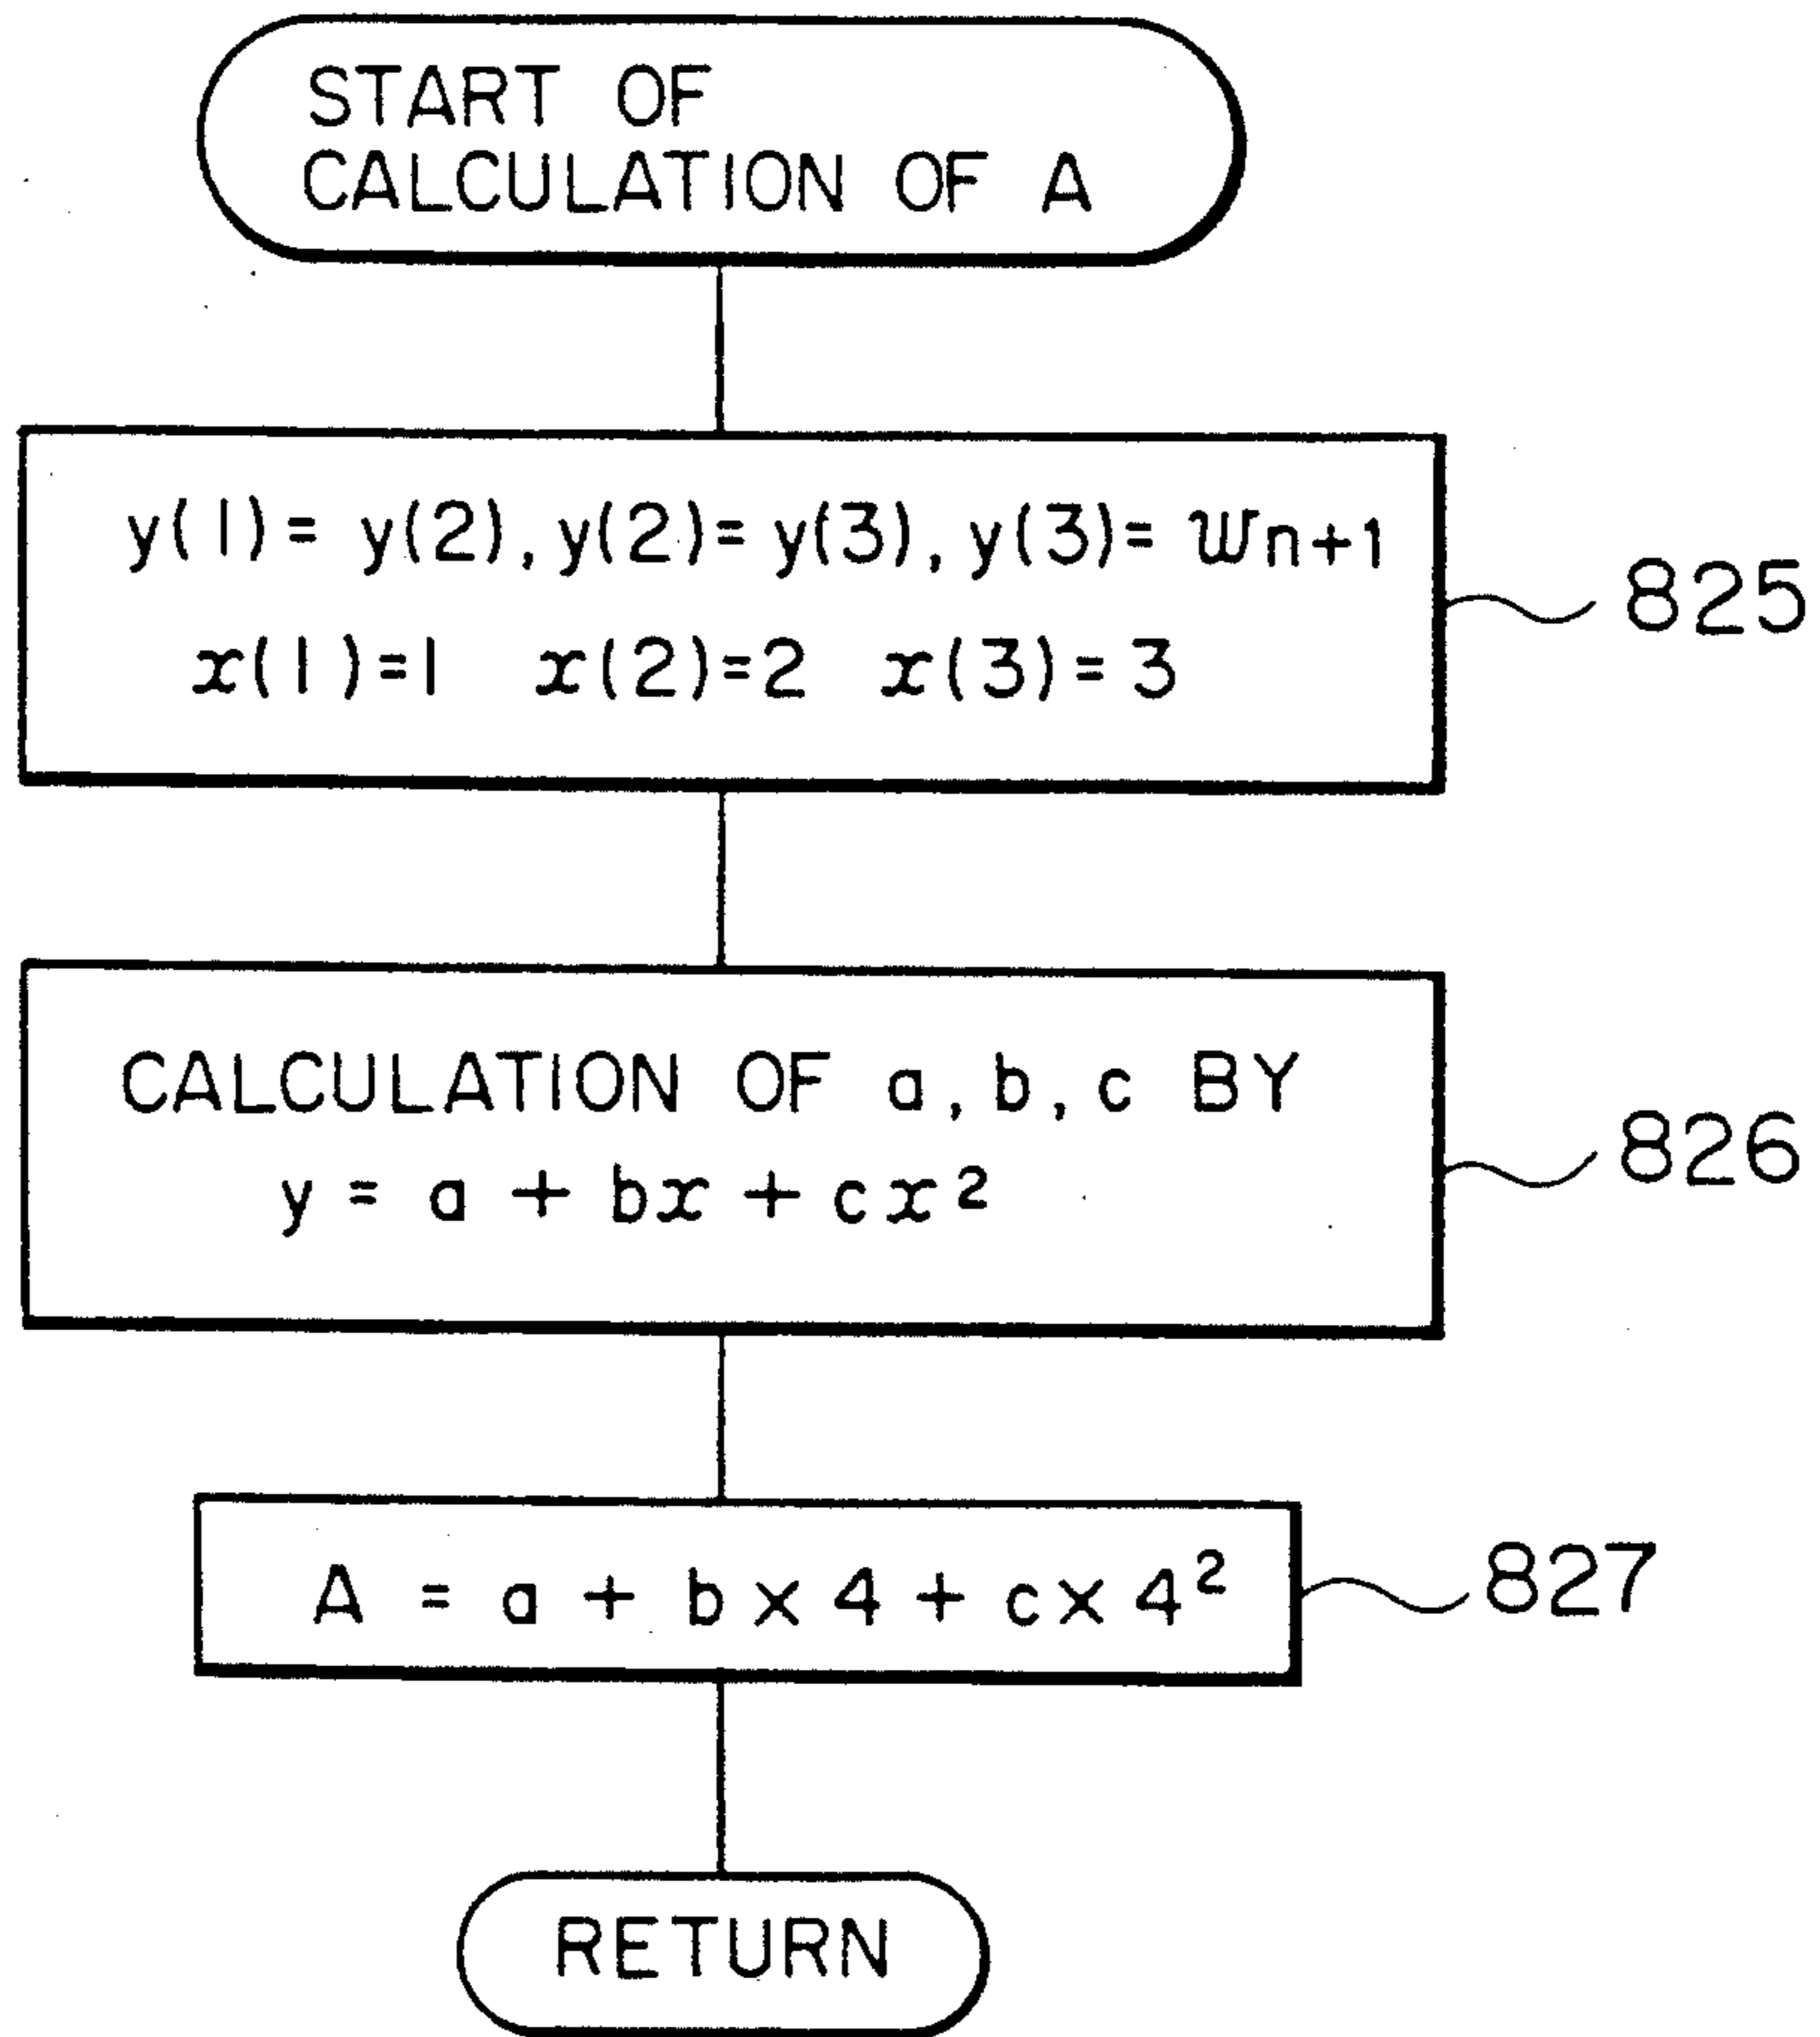 START OF
CALCULATION OF A
y(1)= y(2), y(2)= y(3), y(3)= Wn+1
x(1)=1 x(2)=2 x(3)=3
825
CALCULATION OF a, b, c BY
y = a + bx + cx²
826
A = a + b × 4 + c × 4²
827
RETURN